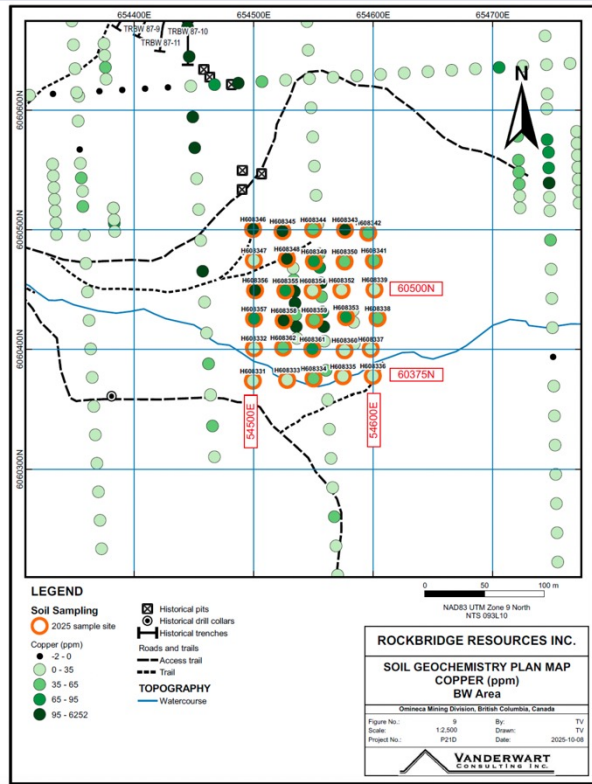 654400E
654500E
654600E
654700E
TRBW 87-9
TRBW 87-10
TRBW 87-11
N
6060600N
6060600N
6060500N
6060500N
6060400N
6060400N
6060300N
6060300N
H608346
H608345
H608344
H608343
H608342
H608347
H608348
H608349
H608350
H608341
H608356
H608355
H608354
H608352
H608339
60500N
H608357
H608358
H608359
H608353
H608338
H608332
H608362
H608361
H608360
H608337
H608331
H608333
H608334
H608335
H608336
60375N
54500E
54600E
LEGEND
Soil Sampling
2025 sample site
Copper (ppm)
-2 - 0
0 - 35
35 - 65
65 - 95
95 - 6252
Historical pits
Historical drill collars
Historical trenches
Roads and trails
Access trail
Trail
TOPOGRAPHY
Watercourse
0 50 100 m
NAD83 UTM Zone 9 North
NTS 093L10
ROCKBRIDGE RESOURCES INC.
SOIL GEOCHEMISTRY PLAN MAP
COPPER (ppm)
BW Area
Omineca Mining Division, British Columbia, Canada
Figure No.: 9 By: TV
Scale: 1:2,500 Drawn: TV
Project No.: P21D Date: 2025-10-08
VANDERWART
CONSULTING INC.